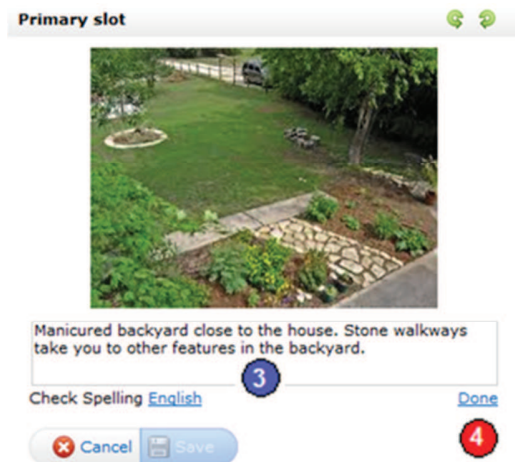 Primary slot
Manicured backyard close to the house. Stone walkways
take you to other features in the backyard.
3
Check Spelling English Done
4
Cancel Save